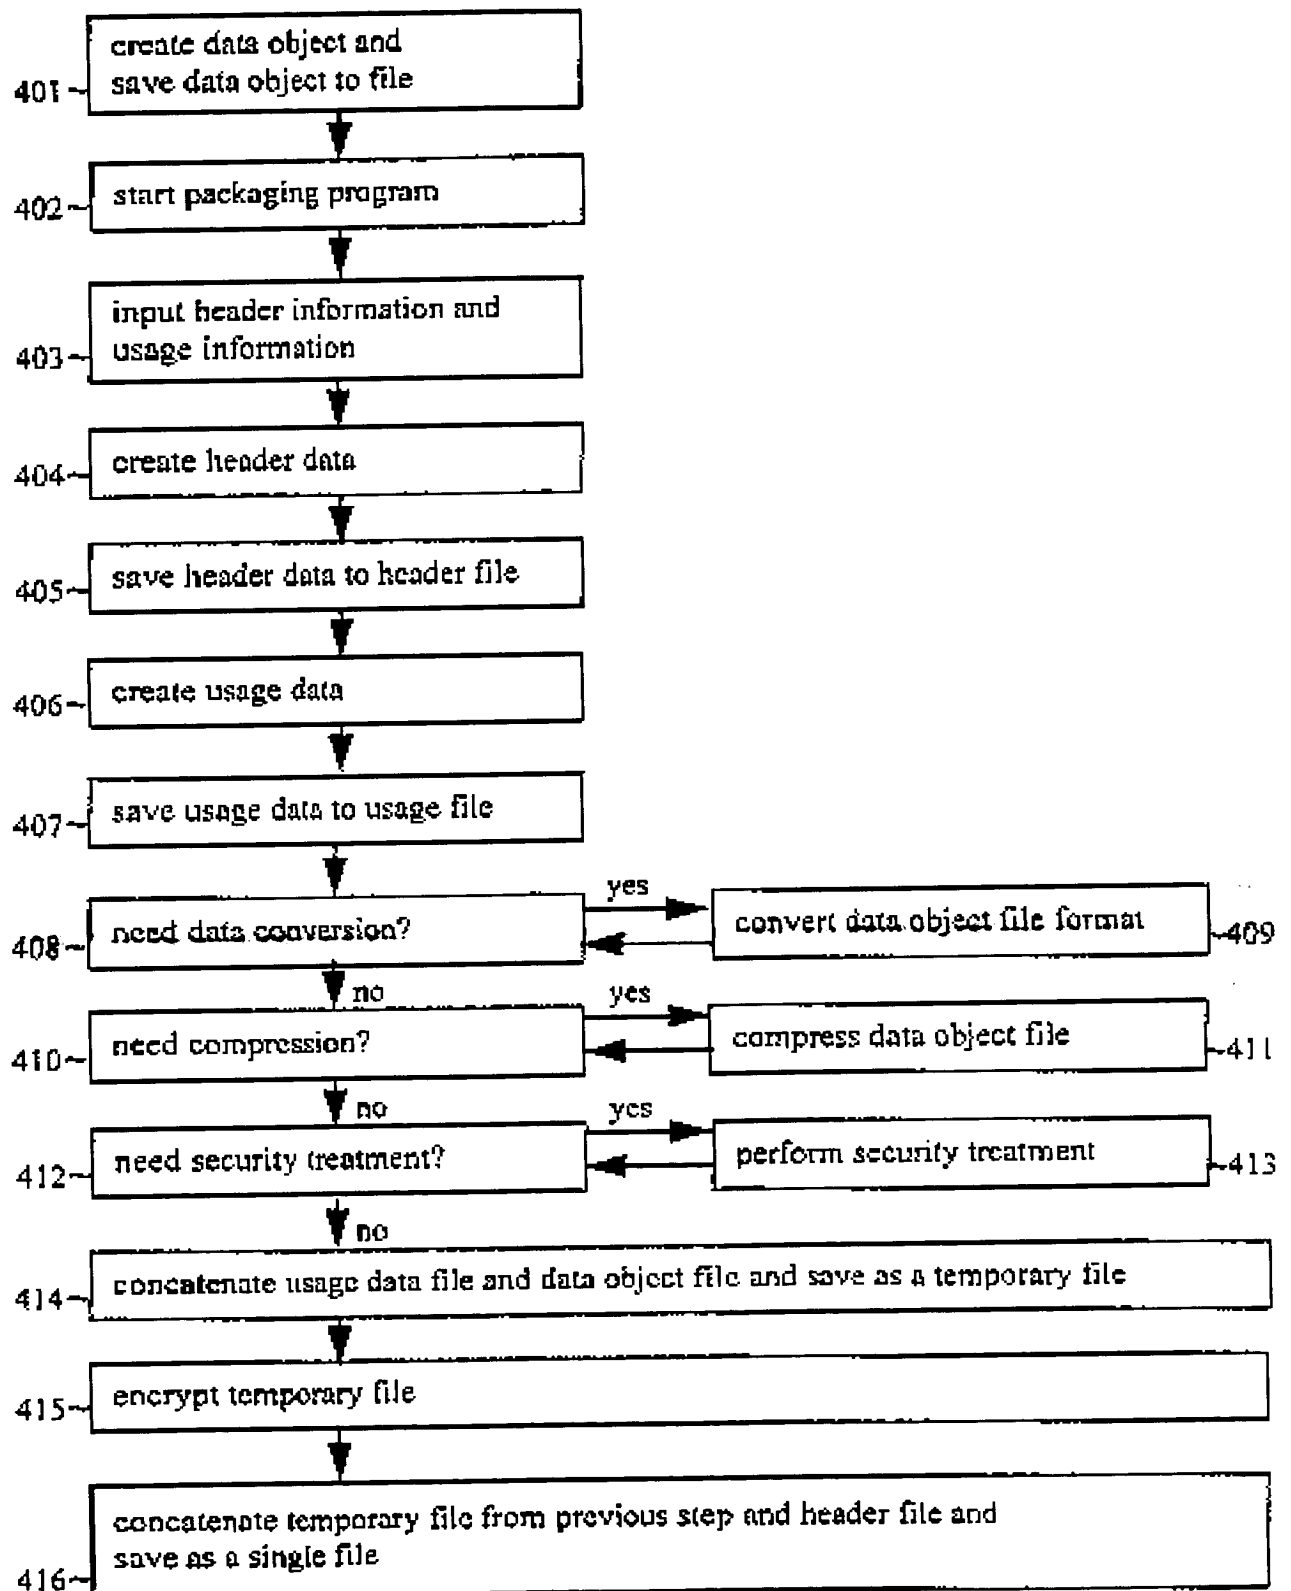 create data object and
save data object to file
401
start packaging program
402
input header information and
usage information
403
create header data
404
save header data to header file
405
create usage data
406
save usage data to usage file
407
need data conversion?
408
yes
convert data object file format
409
no
need compression?
410
yes
compress data object file
411
no
need security treatment?
412
yes
perform security treatment
413
no
concatenate usage data file and data object file and save as a temporary file
414
encrypt temporary file
415
concatenate temporary file from previous step and header file and
save as a single file
416